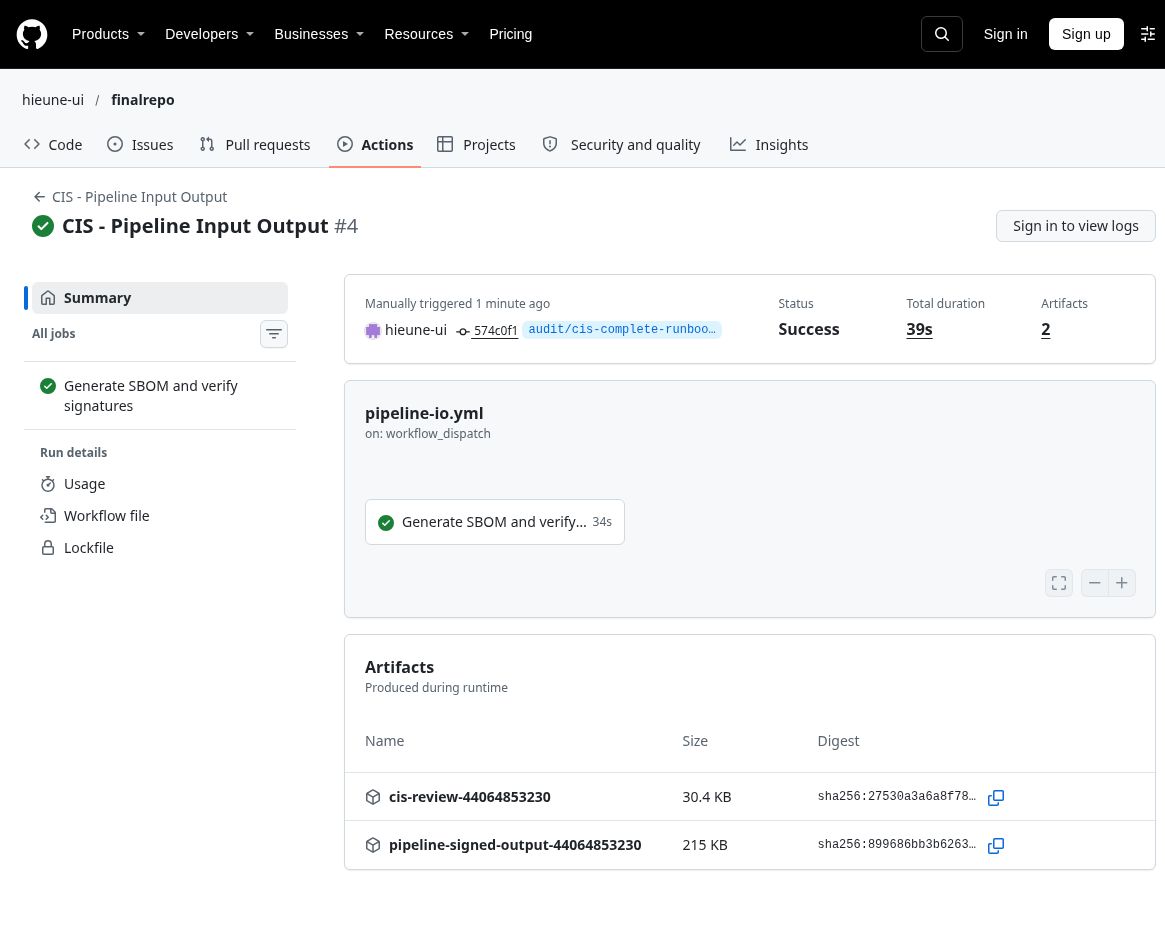 Products Developers Businesses Resources Pricing Sign in Sign up
hieune-ui / finalrepo
Code Issues Pull requests Actions Projects Security and quality Insights
CIS - Pipeline Input Output
CIS - Pipeline Input Output #4
Sign in to view logs
Summary
All jobs
Generate SBOM and verify
signatures
Run details
Usage
Workflow file
Lockfile
Manually triggered 1 minute ago
hieune-ui 574c0f1 audit/cis-complete-runboo…
Status
Success
Total duration
39s
Artifacts
2
pipeline-io.yml
on: workflow_dispatch
Generate SBOM and verify... 34s
Artifacts
Produced during runtime
Name Size Digest
cis-review-44064853230 30.4 KB sha256:27530a3a6a8f78…
pipeline-signed-output-44064853230 215 KB sha256:899686bb3b6263…